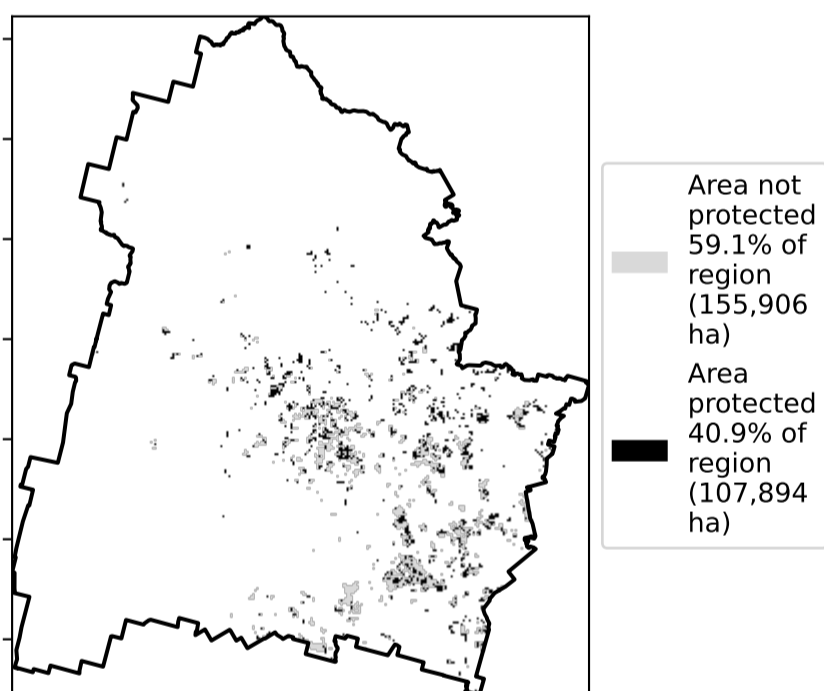 Area not
protected
59.1% of
region
(155,906
ha)
Area
protected
40.9% of
region
(107,894
ha)